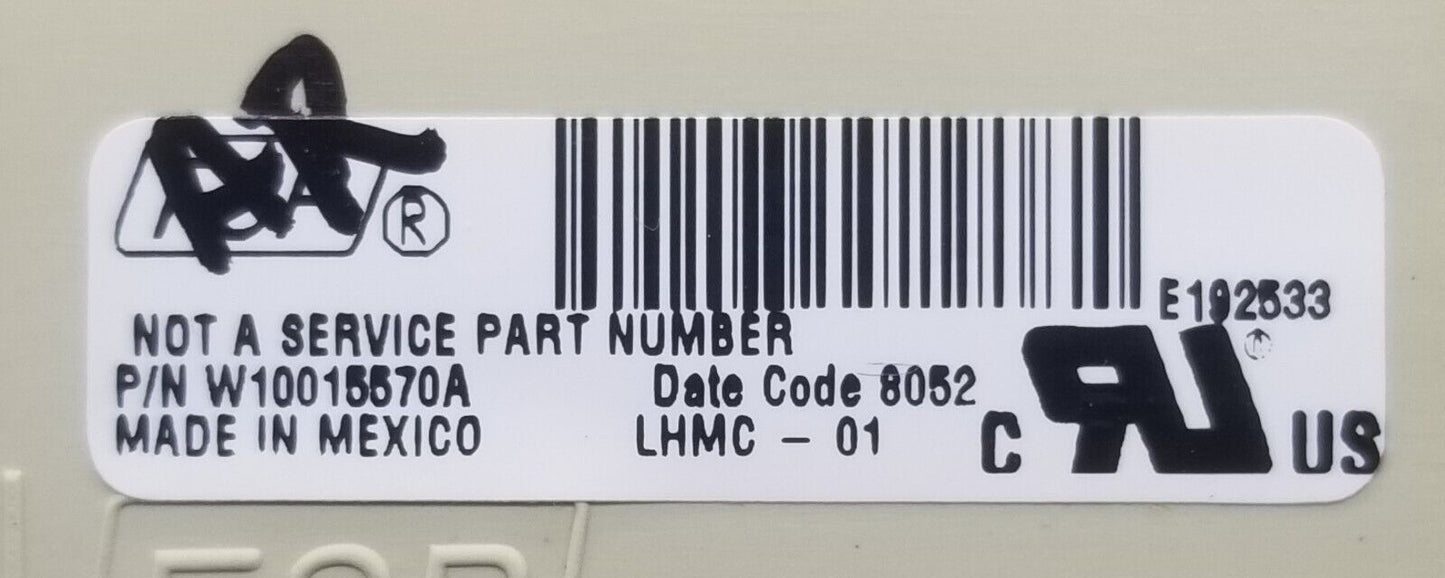 ®
E192533
NOT A SERVICE PART NUMBER
P/N W10015570A Date Code 8052
MADE IN MEXICO LHMC - 01
C US